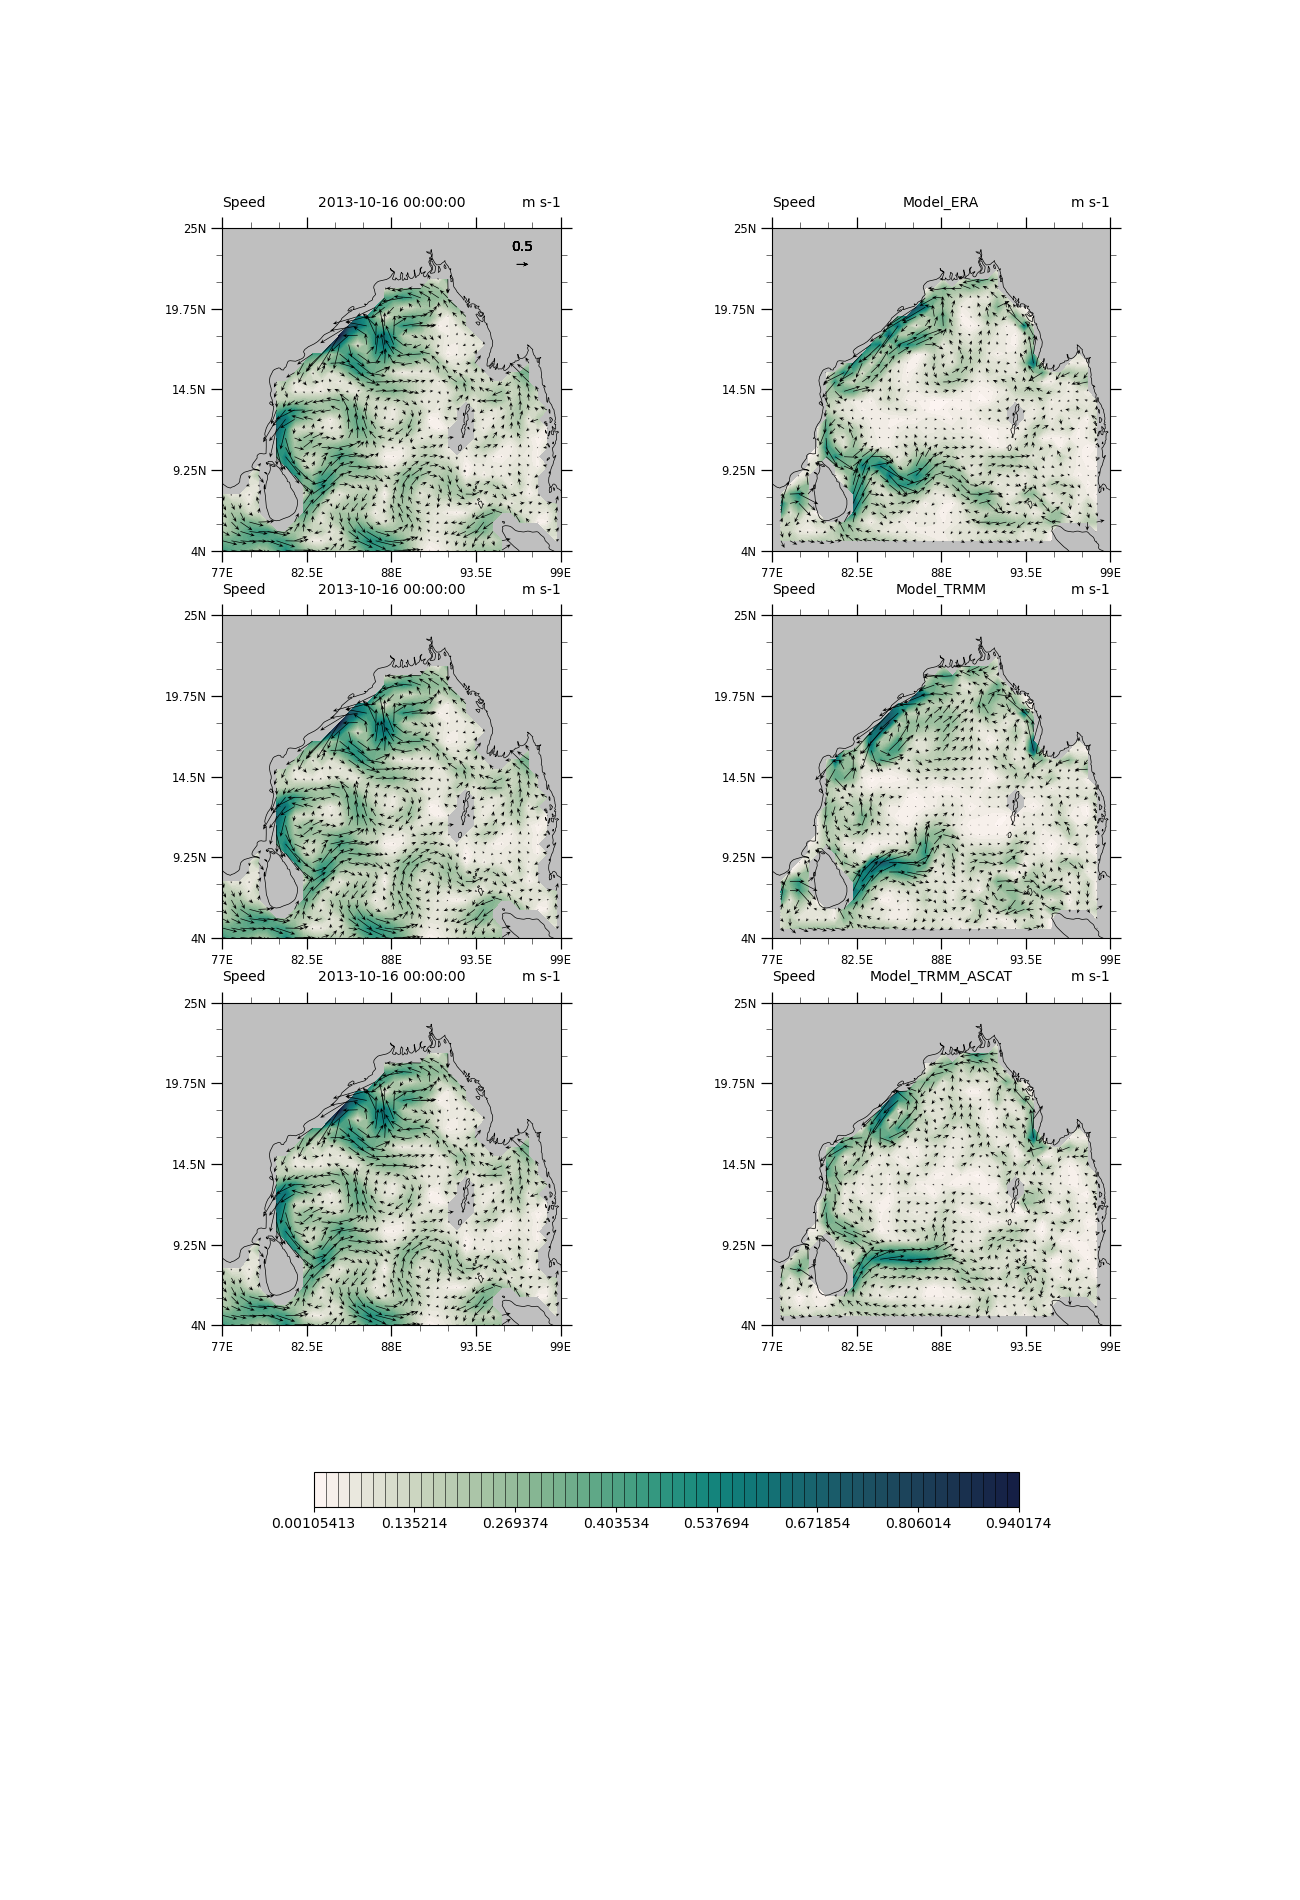 Speed 2013-10-16 00:00:00 m s-1 Speed Model_ERA m s-1
25N 25N
0.5
19.75N 19.75N
14.5N 14.5N
9.25N 9.25N
4N 4N
77E 82.5E 88E 93.5E 99E 77E 82.5E 88E 93.5E 99E
Speed 2013-10-16 00:00:00 m s-1 Speed Model_TRMM m s-1
25N 25N
19.75N 19.75N
14.5N 14.5N
9.25N 9.25N
4N 4N
77E 82.5E 88E 93.5E 99E 77E 82.5E 88E 93.5E 99E
Speed 2013-10-16 00:00:00 m s-1 Speed Model_TRMM_ASCAT m s-1
25N 25N
19.75N 19.75N
14.5N 14.5N
9.25N 9.25N
4N 4N
77E 82.5E 88E 93.5E 99E 77E 82.5E 88E 93.5E 99E
0.00105413 0.135214 0.269374 0.403534 0.537694 0.671854 0.806014 0.940174